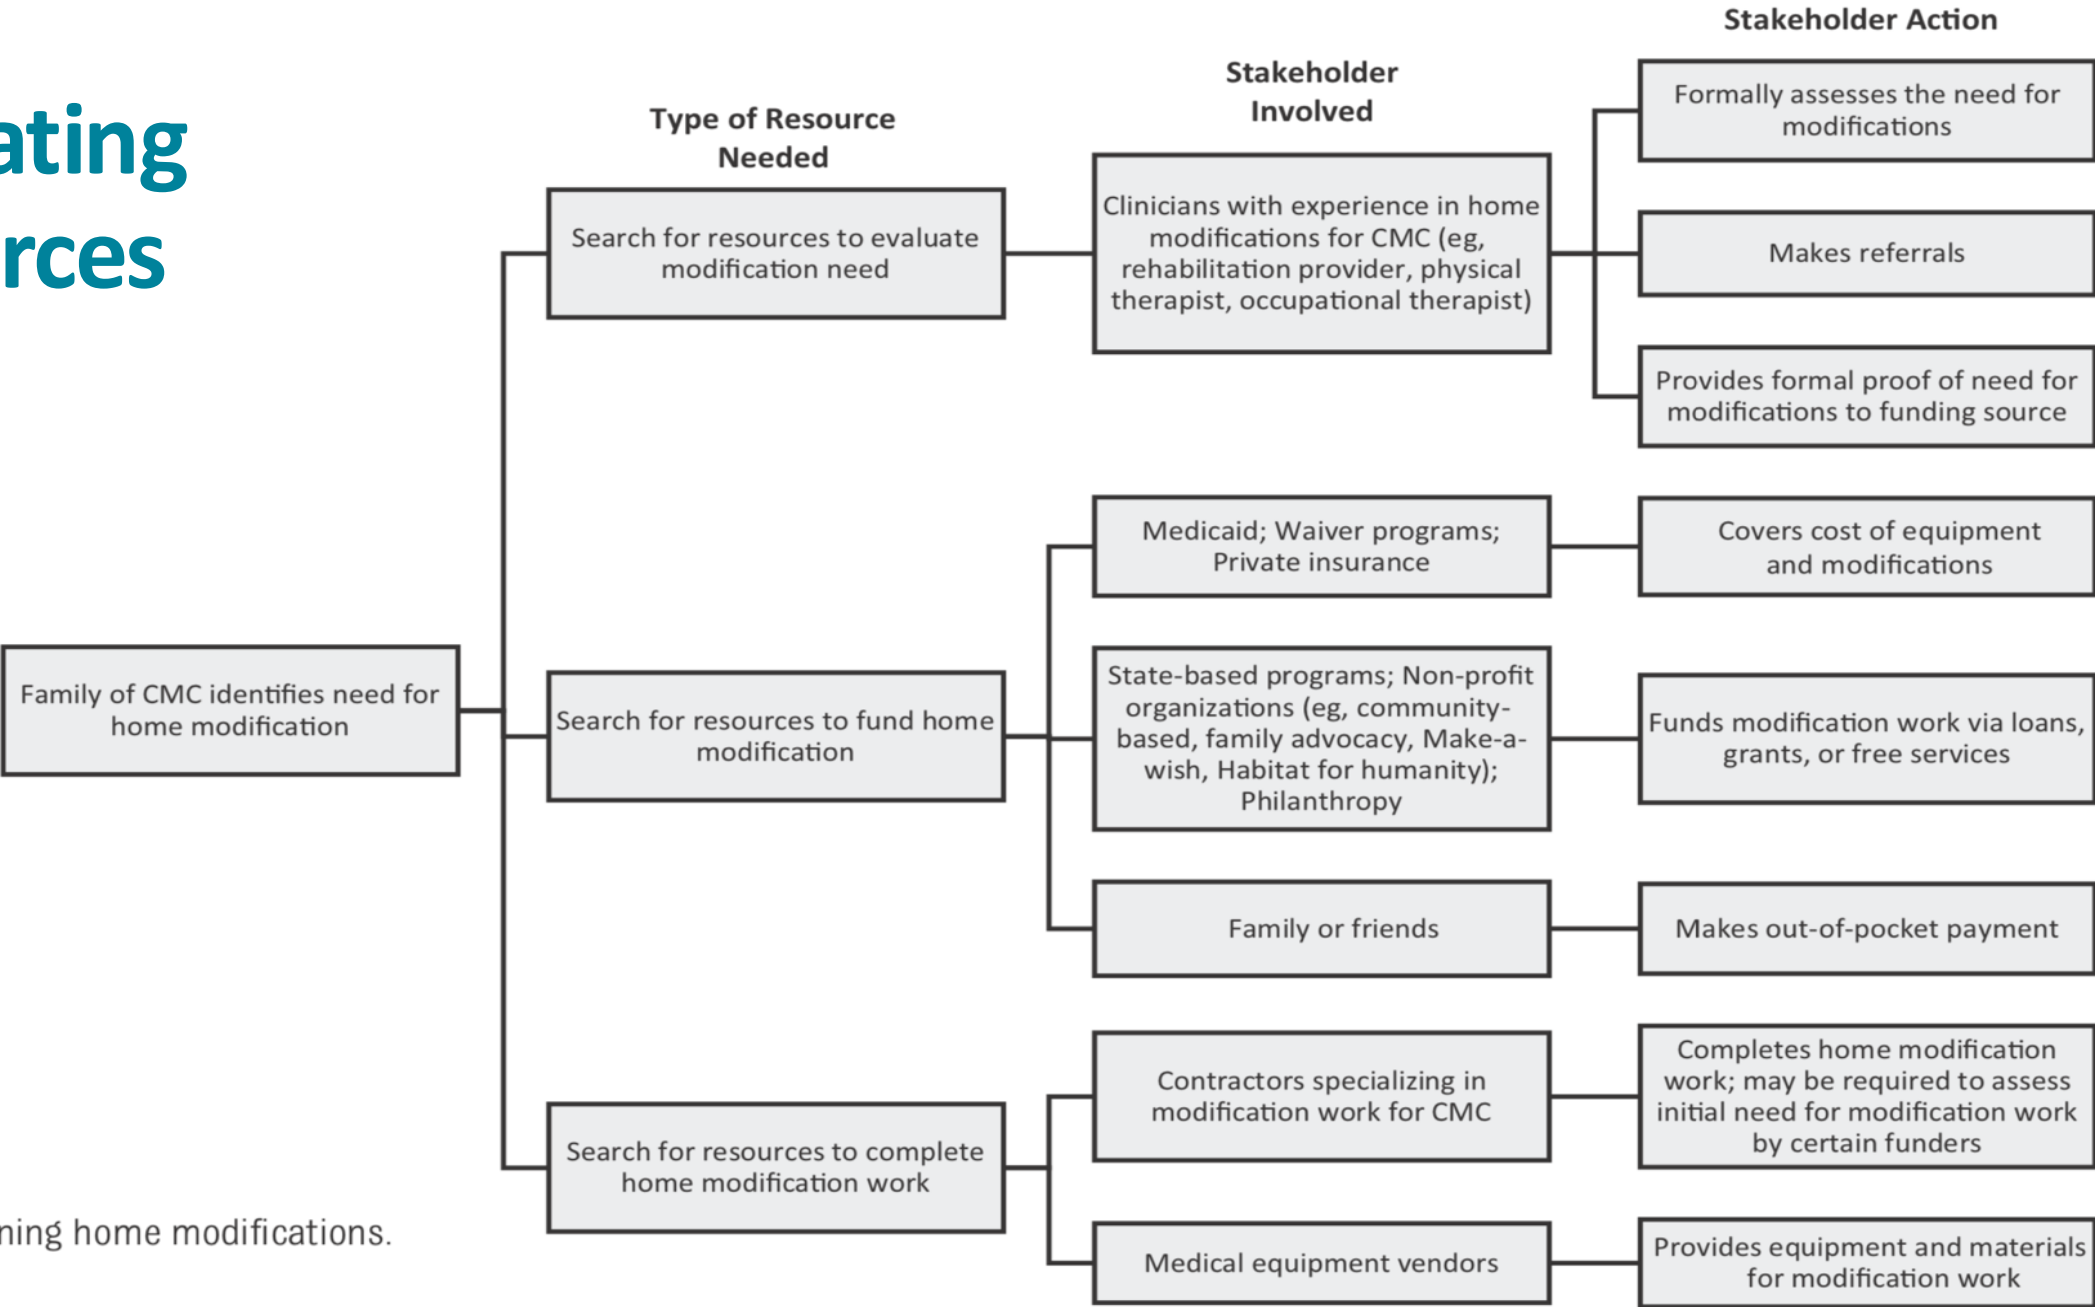 ating
rces
Type of Resource
Needed
Stakeholder
Involved
Stakeholder Action
Family of CMC identifies need for
home modification
Search for resources to evaluate
modification need
Clinicians with experience in home
modifications for CMC (eg,
rehabilitation provider, physical
therapist, occupational therapist)
Formally assesses the need for
modifications
Makes referrals
Provides formal proof of need for
modifications to funding source
Search for resources to fund home
modification
Medicaid; Waiver programs;
Private insurance
Covers cost of equipment
and modifications
State-based programs; Non-profit
organizations (eg, community-
based, family advocacy, Make-a-
wish, Habitat for humanity);
Philanthropy
Funds modification work via loans,
grants, or free services
Family or friends
Makes out-of-pocket payment
Search for resources to complete
home modification work
Contractors specializing in
modification work for CMC
Completes home modification
work; may be required to assess
initial need for modification work
by certain funders
Medical equipment vendors
Provides equipment and materials
for modification work
ning home modifications.